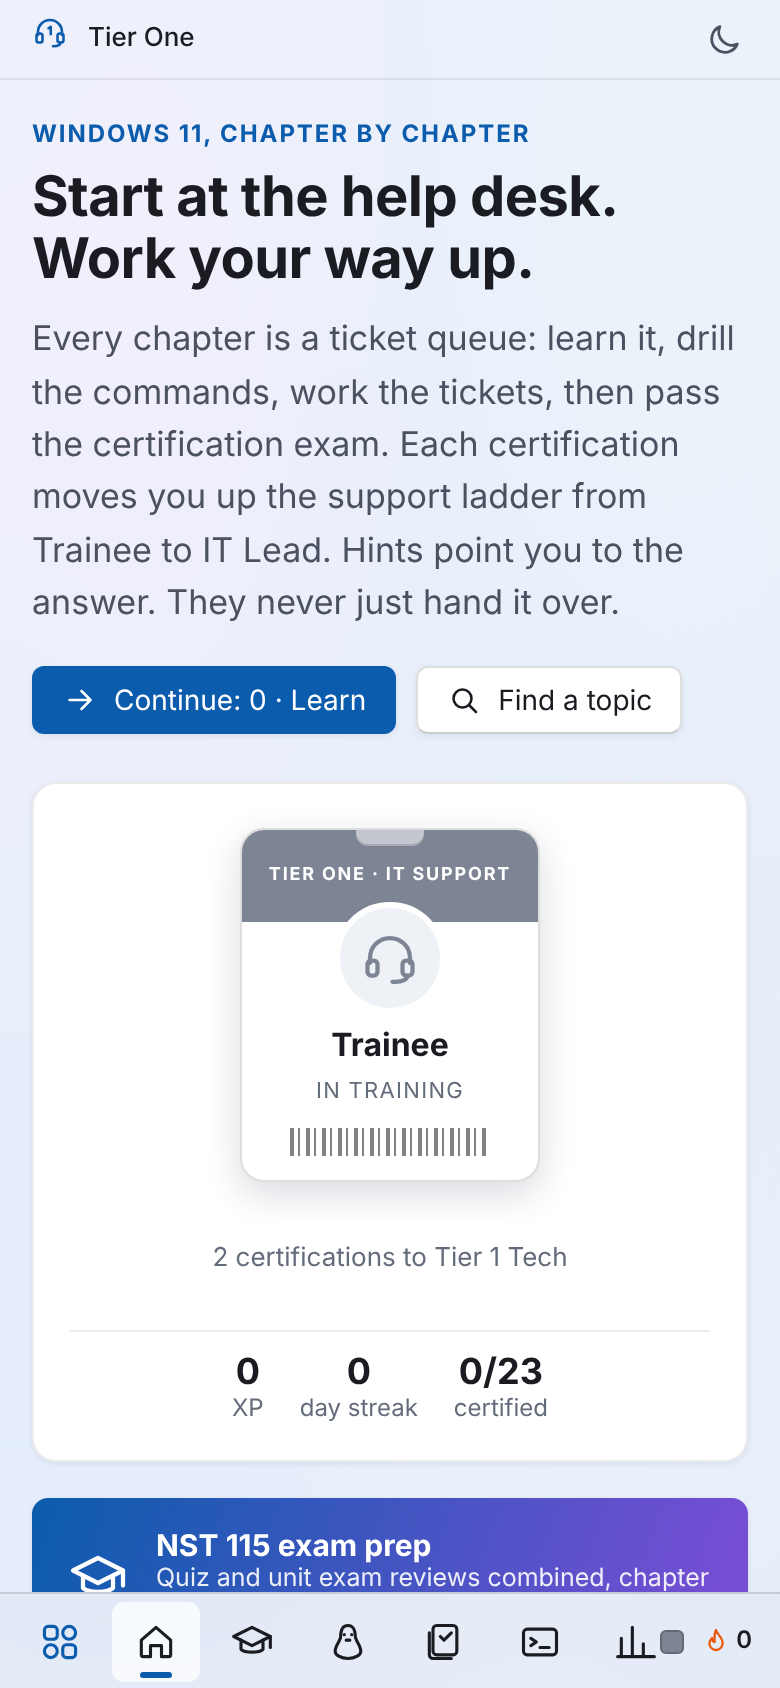 Tier One
WINDOWS 11, CHAPTER BY CHAPTER
Start at the help desk.
Work your way up.
Every chapter is a ticket queue: learn it, drill
the commands, work the tickets, then pass
the certification exam. Each certification
moves you up the support ladder from
Trainee to IT Lead. Hints point you to the
answer. They never just hand it over.
Continue: 0 · Learn
Find a topic
TIER ONE · IT SUPPORT
Trainee
IN TRAINING
2 certifications to Tier 1 Tech
0 0 0/23
XP day streak certified
NST 115 exam prep
Quiz and unit exam reviews combined, chapter
0